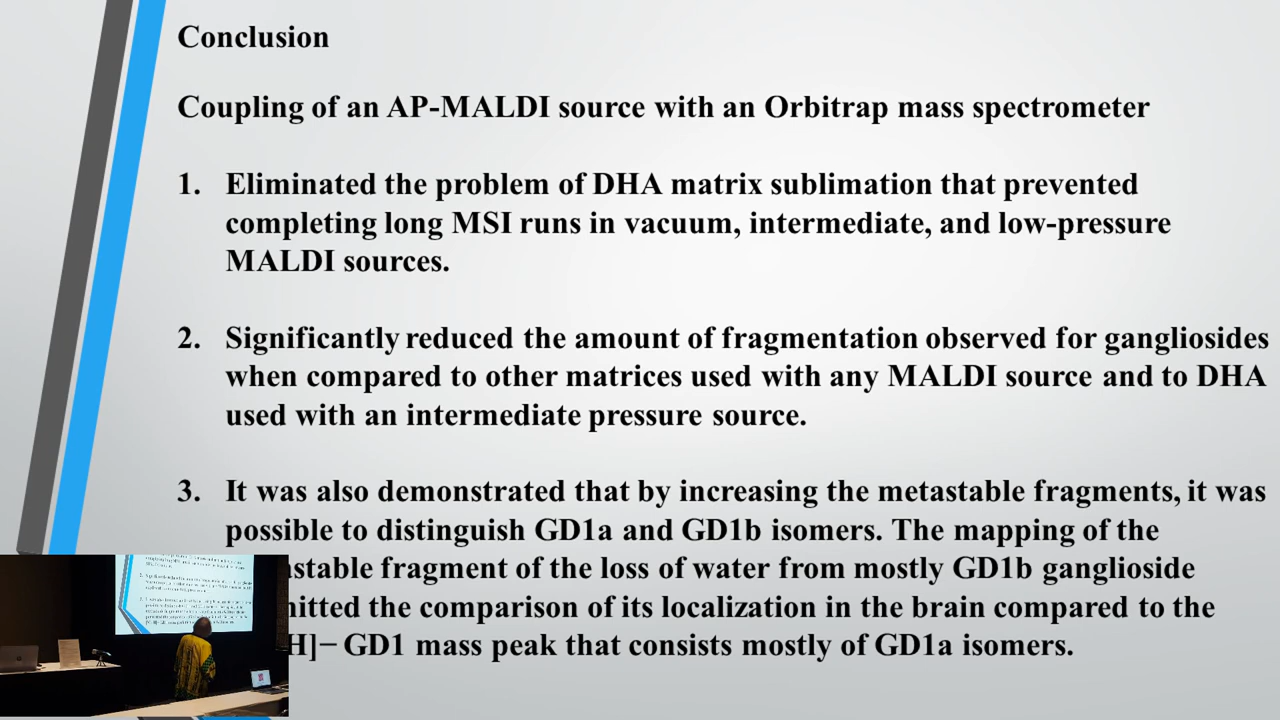 Conclusion
Coupling of an AP-MALDI source with an Orbitrap mass spectrometer
1. Eliminated the problem of DHA matrix sublimation that prevented
completing long MSI runs in vacuum, intermediate, and low-pressure
MALDI sources.
2. Significantly reduced the amount of fragmentation observed for gangliosides
when compared to other matrices used with any MALDI source and to DHA
used with an intermediate pressure source.
3. It was also demonstrated that by increasing the metastable fragments, it was
possible to distinguish GD1a and GD1b isomers. The mapping of the
fragment of the loss of water from mostly GD1b ganglioside
the comparison of its localization in the brain compared to the
H]− GD1 mass peak that consists mostly of GD1a isomers.